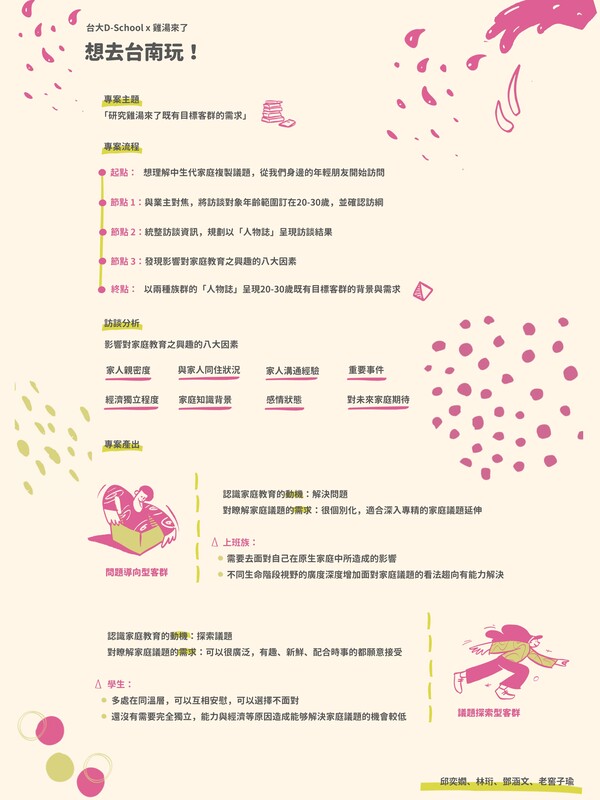 台大D-School x 雞湯來了
想去台南玩！
專案主題
「研究雞湯來了既有目標客群的需求」
專案流程
起點： 想理解中生代家庭複製議題，從我們身邊的年輕朋友開始訪問
節點 1：與業主對焦，將訪談對象年齡範圍訂在20-30歲，並確認訪綱
節點 2：統整訪談資訊，規劃以「人物誌」呈現訪談結果
節點 3：發現影響對家庭教育之興趣的八大因素
終點： 以兩種族群的「人物誌」呈現20-30歲既有目標客群的背景與需求
訪談分析
影響對家庭教育之興趣的八大因素
家人親密度 與家人同住狀況 家人溝通經驗 重要事件
經濟獨立程度 家庭知識背景 感情狀態 對未來家庭期待
專案產出
認識家庭教育的動機：解決問題
對瞭解家庭議題的需求：很個別化，適合深入專精的家庭議題延伸
上班族：
需要去面對自己在原生家庭中所造成的影響
不同生命階段視野的廣度深度增加面對家庭議題的看法趨向有能力解決
問題導向型客群
認識家庭教育的動機：探索議題
對瞭解家庭議題的需求：可以很廣泛，有趣、新鮮、配合時事的都願意接受
學生：
多處在同溫層，可以互相安慰，可以選擇不面對
還沒有需要完全獨立，能力與經濟等原因造成能夠解決家庭議題的機會較低
議題探索型客群
邱奕嫺、林珩、鄧涵文、老窖子瑜